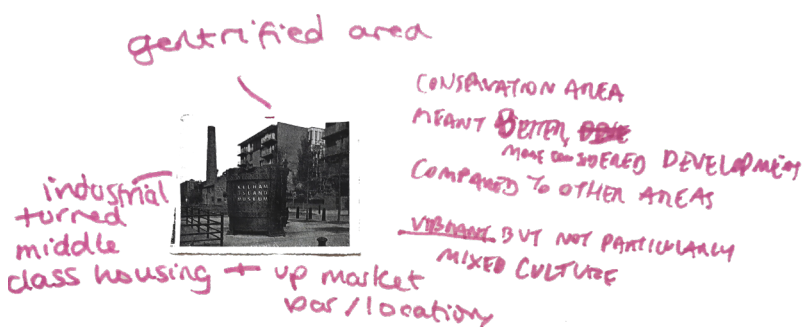 gentrified area
CONSERVATION AREA
MEANT BETTER,
MORE CONSIDERED DEVELOPMENT
COMPARED TO OTHER AREAS
VIBRANT BUT NOT PARTICULARLY
MIXED CULTURE
KELHAM
ISLAND
MUSEUM
industrial
turned
middle
class housing + up market
bar/location